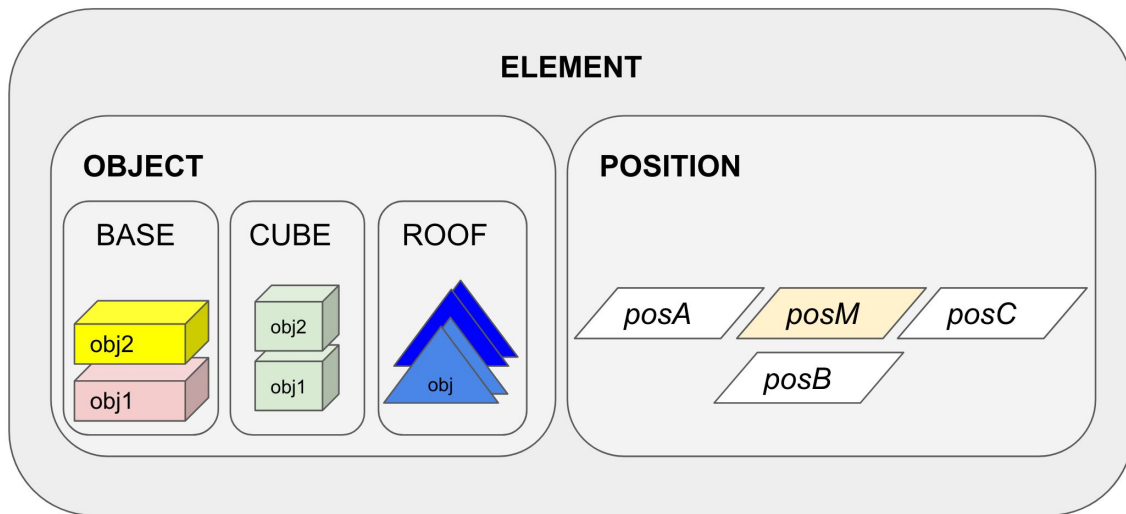 ELEMENT
OBJECT
BASE
obj2
obj1
CUBE
obj2
obj1
ROOF
obj
POSITION
posA
posM
posC
posB